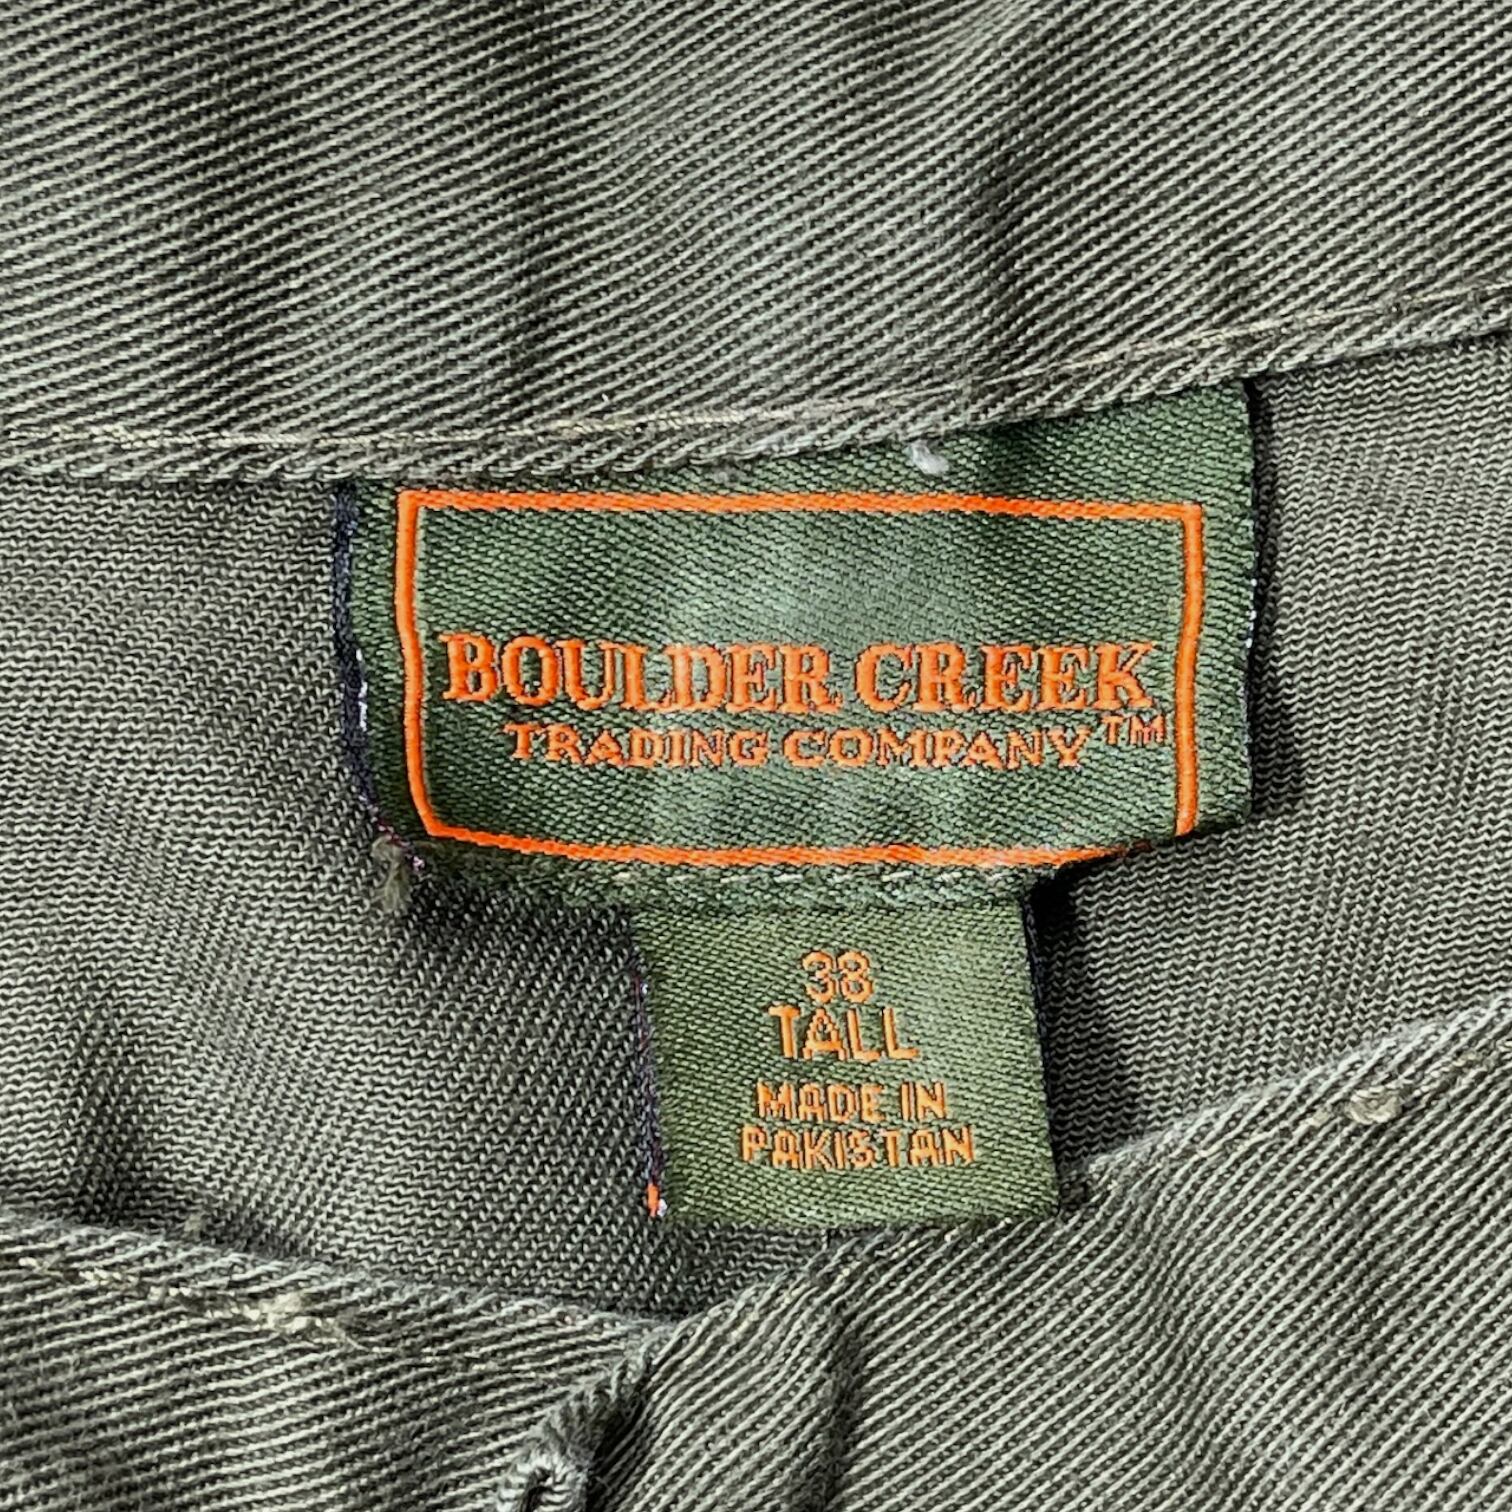 BOULDER CREEK
TRADING COMPANY™
38
TALL
MADE IN
PAKISTAN